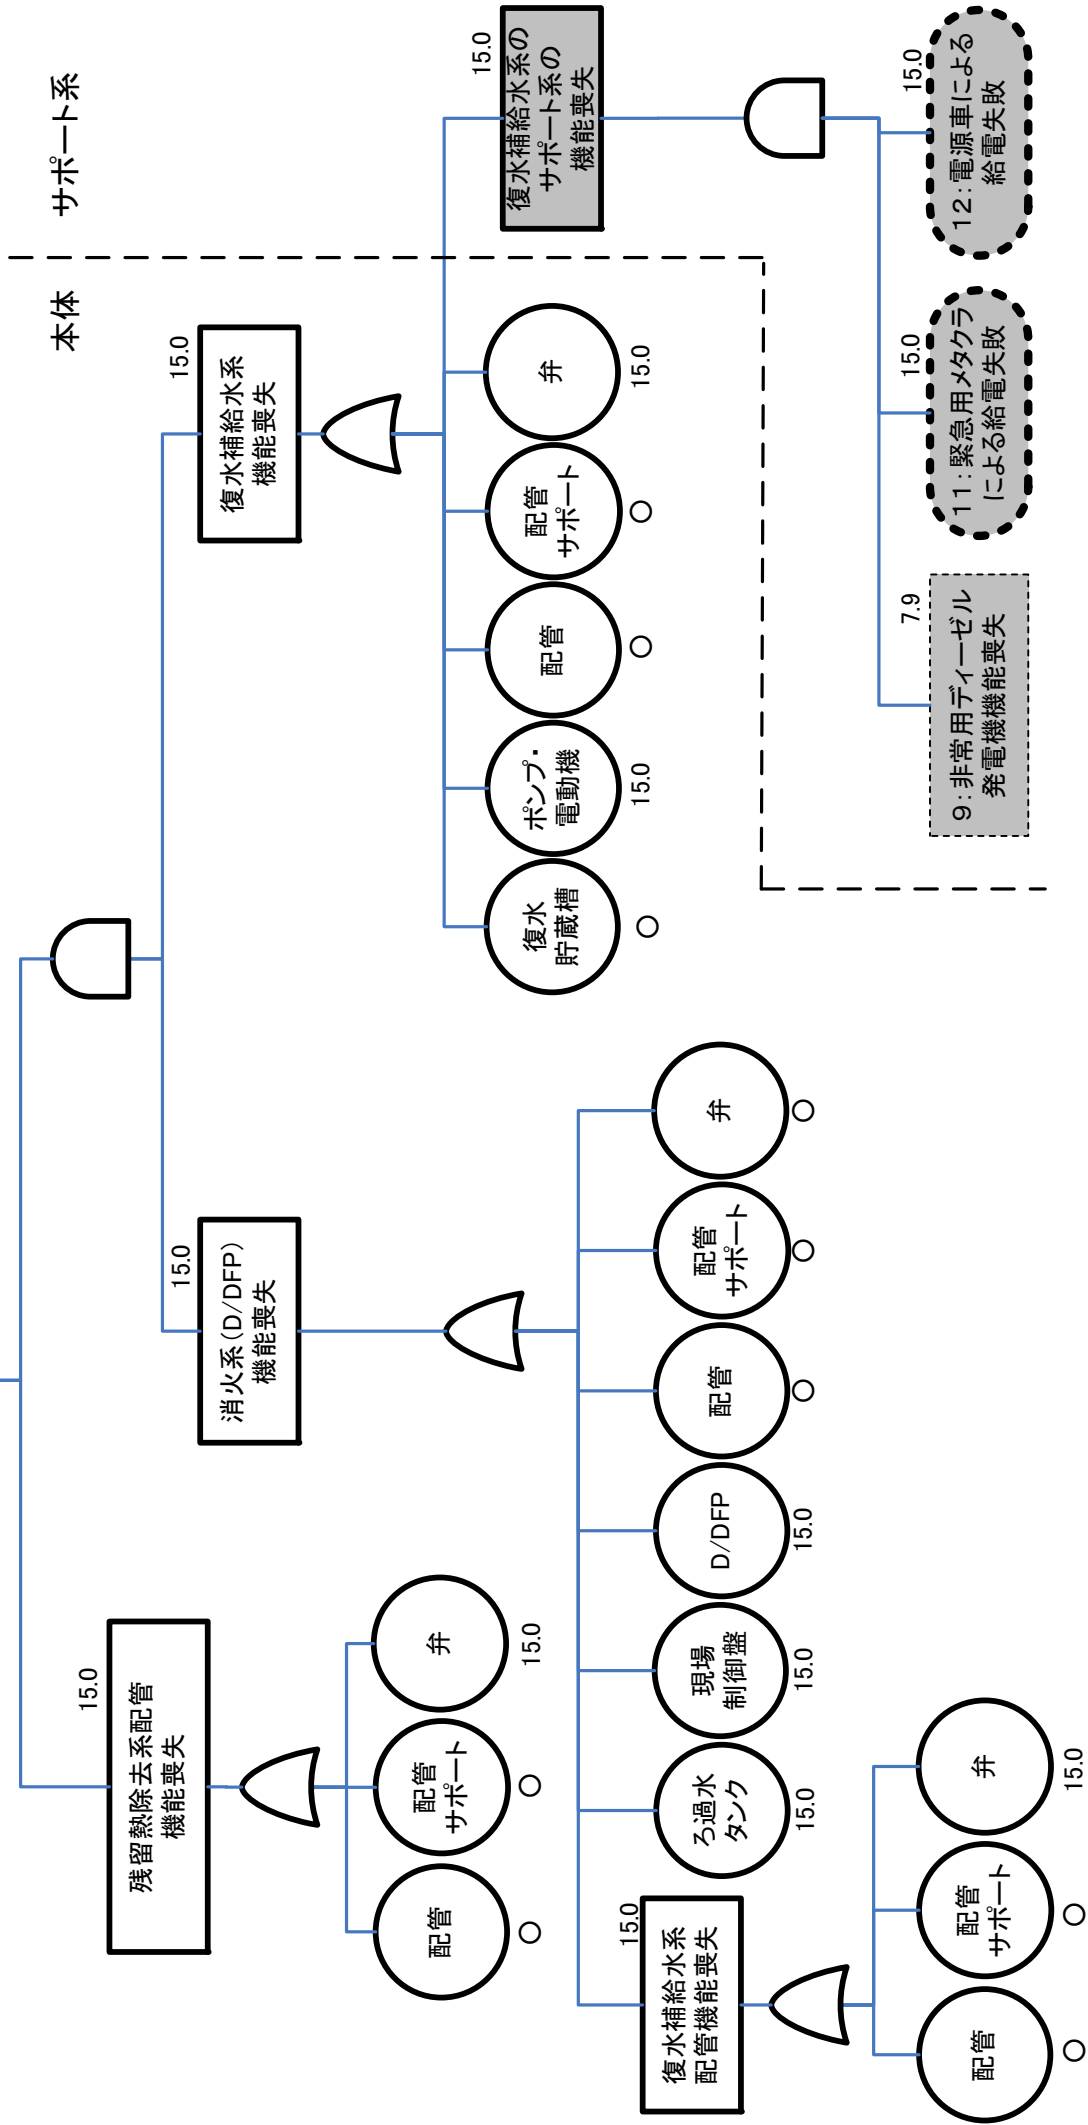 本体
サポート系
15.0
残留熱除去系配管
機能喪失
配管
○
配管
サポート
○
弁
15.0
15.0
消火系(D/DFP)
機能喪失
15.0
復水補給水系
配管機能喪失
配管
○
配管
サポート
○
弁
15.0
ろ過水
タンク
15.0
現場
制御盤
15.0
D/DFP
15.0
配管
○
配管
サポート
○
弁
○
15.0
復水補給水系
機能喪失
復水
貯蔵槽
○
ポンプ・
電動機
15.0
配管
○
配管
サポート
○
弁
15.0
15.0
復水補給水系の
サポート系の
機能喪失
7.9
9:非常用ディーゼル
発電機機能喪失
15.0
11:緊急用メタクラ
による給電失敗
15.0
12:電源車による
給電失敗